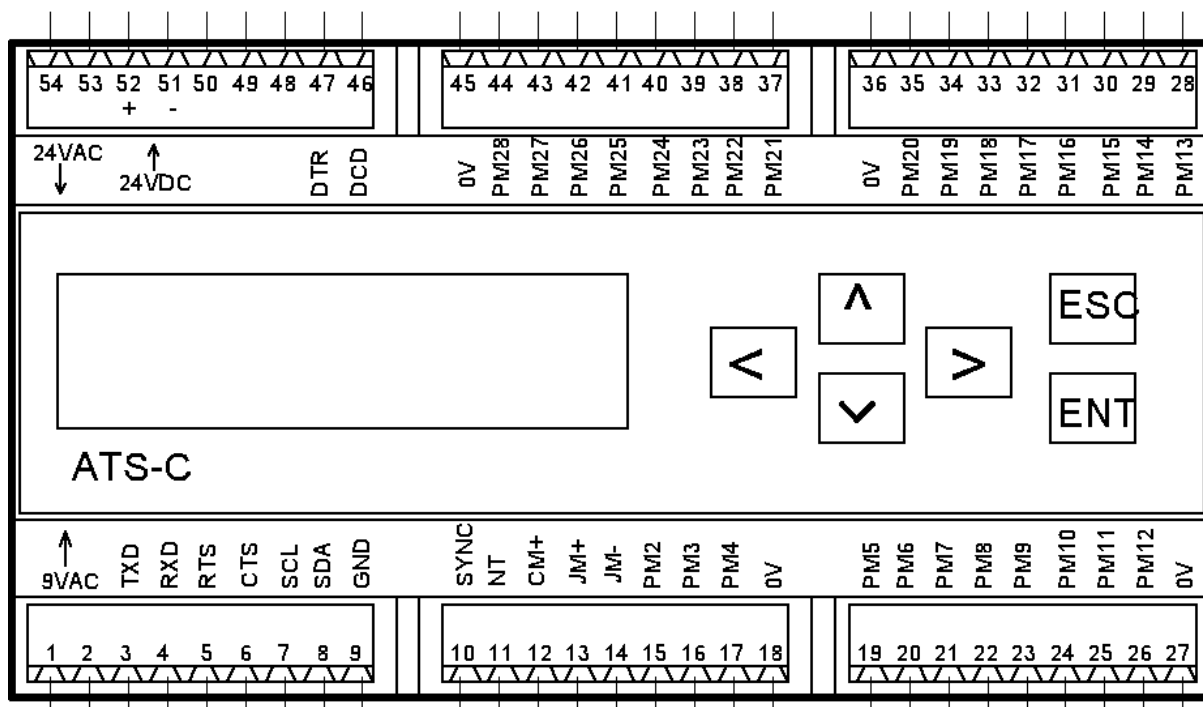 54 53 52 51 50 49 48 47 46 45 44 43 42 41 40 39 38 37 36 35 34 33 32 31 30 29 28
+ -
24VAC 24VDC DTR DCD 0V PM28 PM27 PM26 PM25 PM24 PM23 PM22 PM21 0V PM20 PM19 PM18 PM17 PM16 PM15 PM14 PM13
^ ESC
< >
ENT
ATS-C
9VAC TXD RXD RTS CTS SCL SDA GND SYNC NT CM+ JM+ JM- PM2 PM3 PM4 0V PM5 PM6 PM7 PM8 PM9 PM10 PM11 PM12 0V
1 2 3 4 5 6 7 8 9 10 11 12 13 14 15 16 17 18 19 20 21 22 23 24 25 26 27